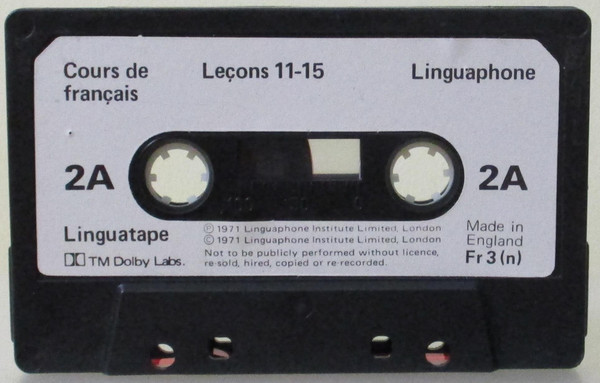 Cours de français
Leçons 11-15
Linguaphone
2A
2A
Linguatape
TM Dolby Labs.
Ⓟ 1971 Linguaphone Institute Limited, London
© 1971 Linguaphone Institute Limited, London
Not to be publicly performed without licence,
re-sold, hired, copied or re-recorded.
Made in
England
Fr 3 (n)